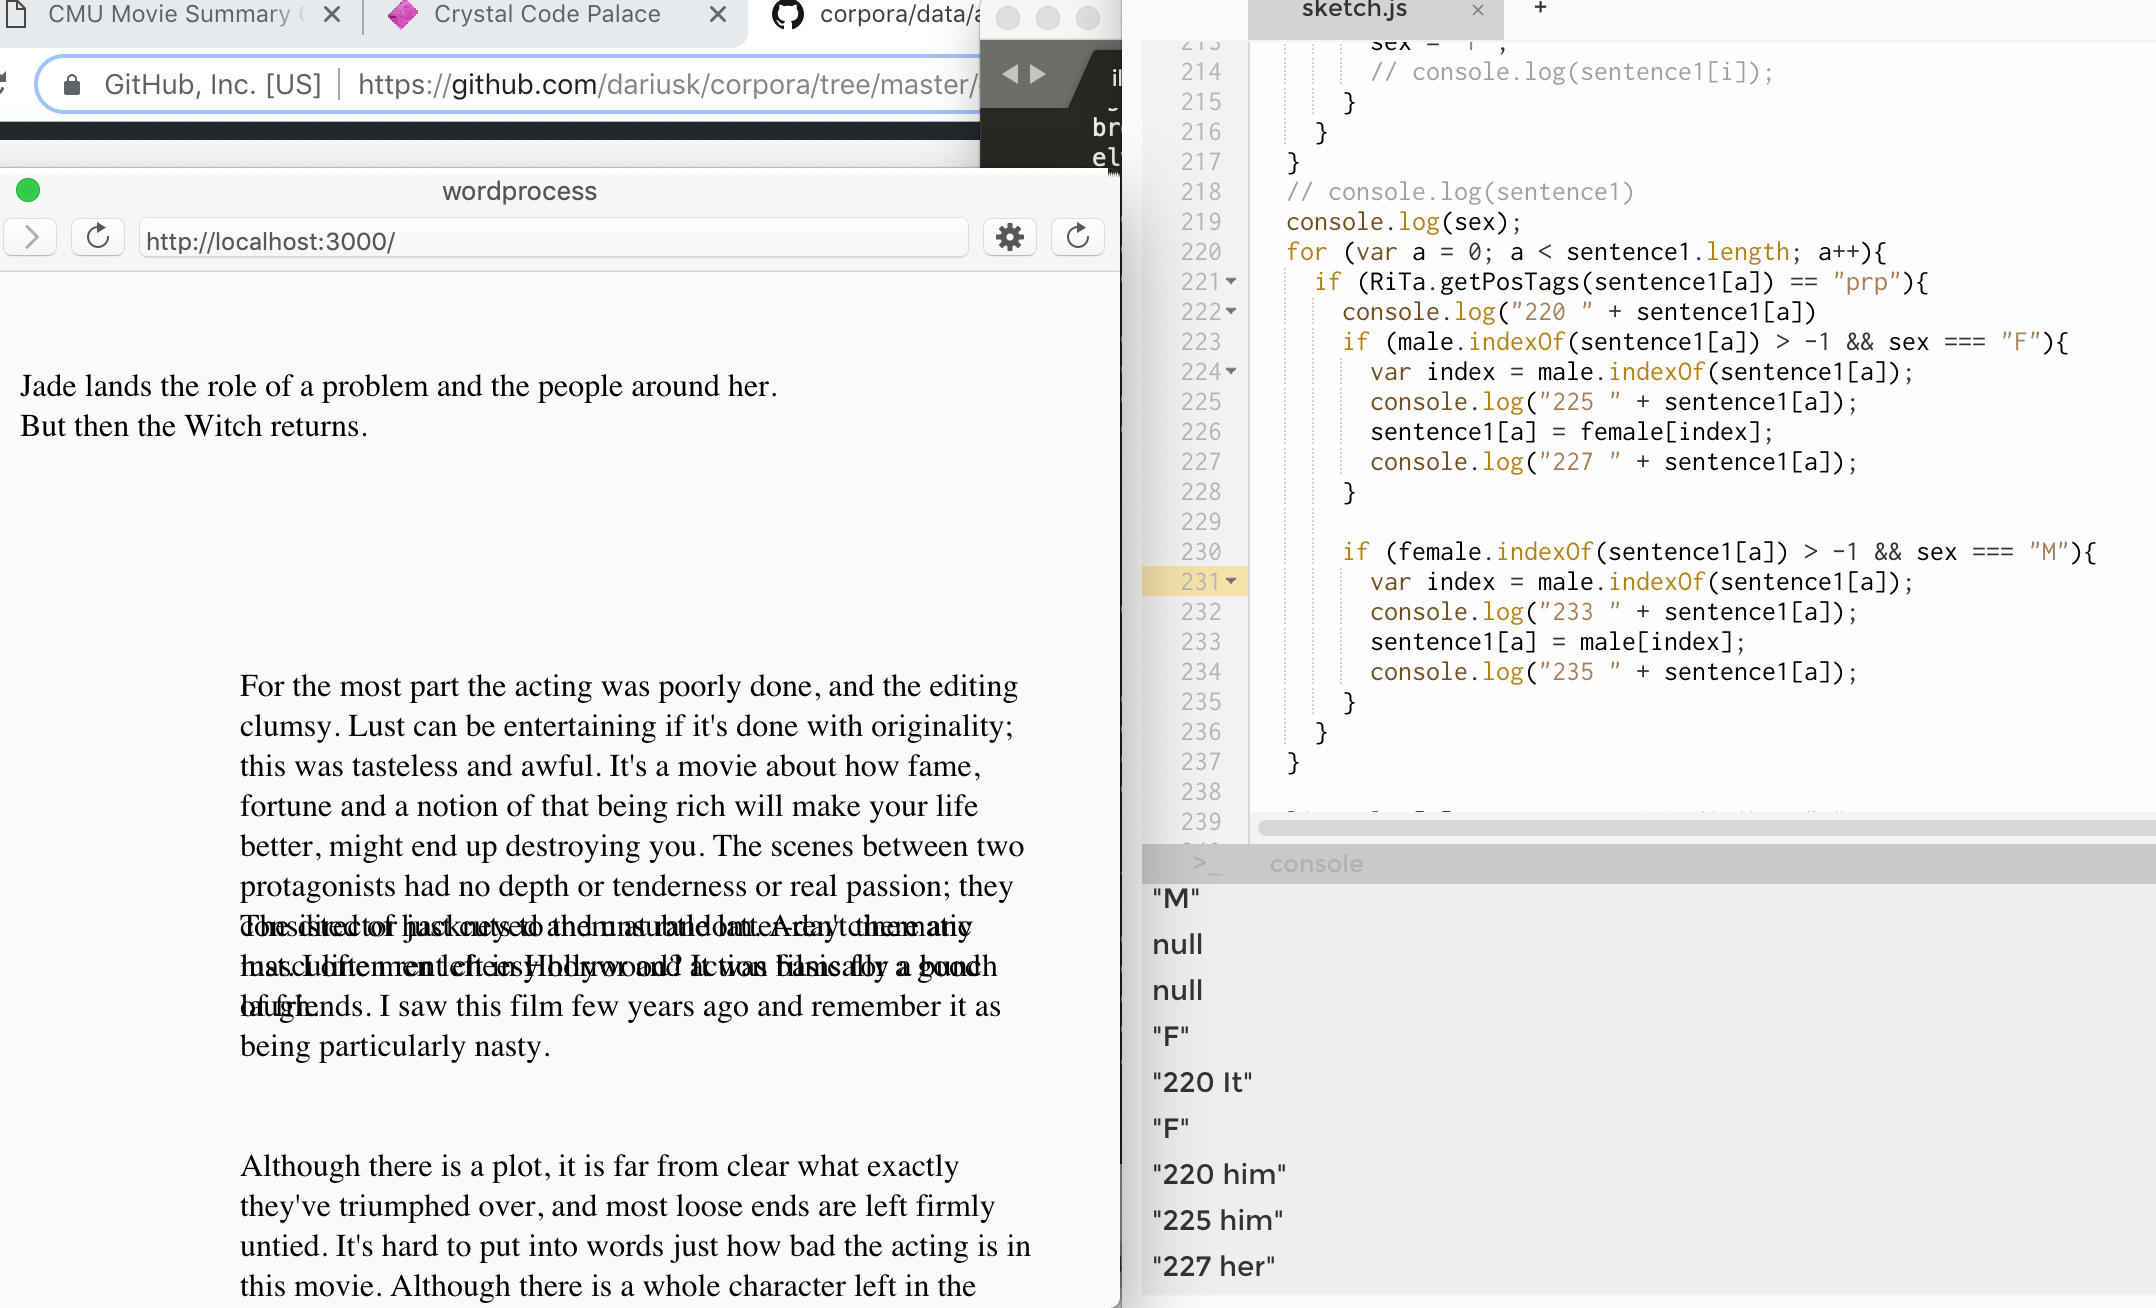 CMU Movie Summary
Crystal Code Palace
corpora/data/a
GitHub, Inc. [US] | https://github.com/dariusk/corpora/tree/master/
il
br
el
wordprocess
http://localhost:3000/
Jade lands the role of a problem and the people around her.
But then the Witch returns.
For the most part the acting was poorly done, and the editing
clumsy. Lust can be entertaining if it's done with originality;
this was tasteless and awful. It's a movie about how fame,
fortune and a notion of that being rich will make your life
better, might end up destroying you. The scenes between two
protagonists had no depth or tenderness or real passion; they
of friends. I saw this film few years ago and remember it as
being particularly nasty.
Although there is a plot, it is far from clear what exactly
they've triumphed over, and most loose ends are left firmly
untied. It's hard to put into words just how bad the acting is in
this movie. Although there is a whole character left in the
sketch.js × +
213 sex = "F";
214 // console.log(sentence1[i]);
215 }
216 }
217 }
218 // console.log(sentence1)
219 console.log(sex);
220 for (var a = 0; a < sentence1.length; a++){
221 if (RiTa.getPosTags(sentence1[a]) == "prp"){
222 console.log("220 " + sentence1[a])
223 if (male.indexOf(sentence1[a]) > -1 && sex === "F"){
224 var index = male.indexOf(sentence1[a]);
225 console.log("225 " + sentence1[a]);
226 sentence1[a] = female[index];
227 console.log("227 " + sentence1[a]);
228 }
229
230 if (female.indexOf(sentence1[a]) > -1 && sex === "M"){
231 var index = male.indexOf(sentence1[a]);
232 console.log("233 " + sentence1[a]);
233 sentence1[a] = male[index];
234 console.log("235 " + sentence1[a]);
235 }
236 }
237 }
238
239
>_ console
"M"
null
null
"F"
"220 It"
"F"
"220 him"
"225 him"
"227 her"